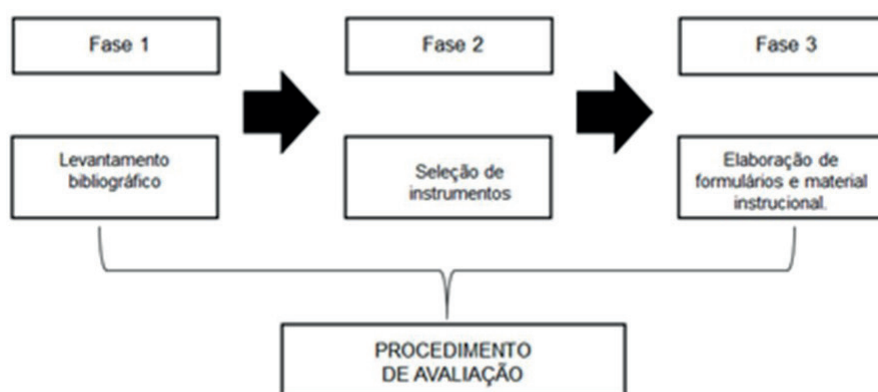 Fase 1
Fase 2
Fase 3
Levantamento
bibliográfico
Seleção de
instrumentos
Elaboração de
formulários e material
instrucional.
PROCEDIMENTO
DE AVALIAÇÃO